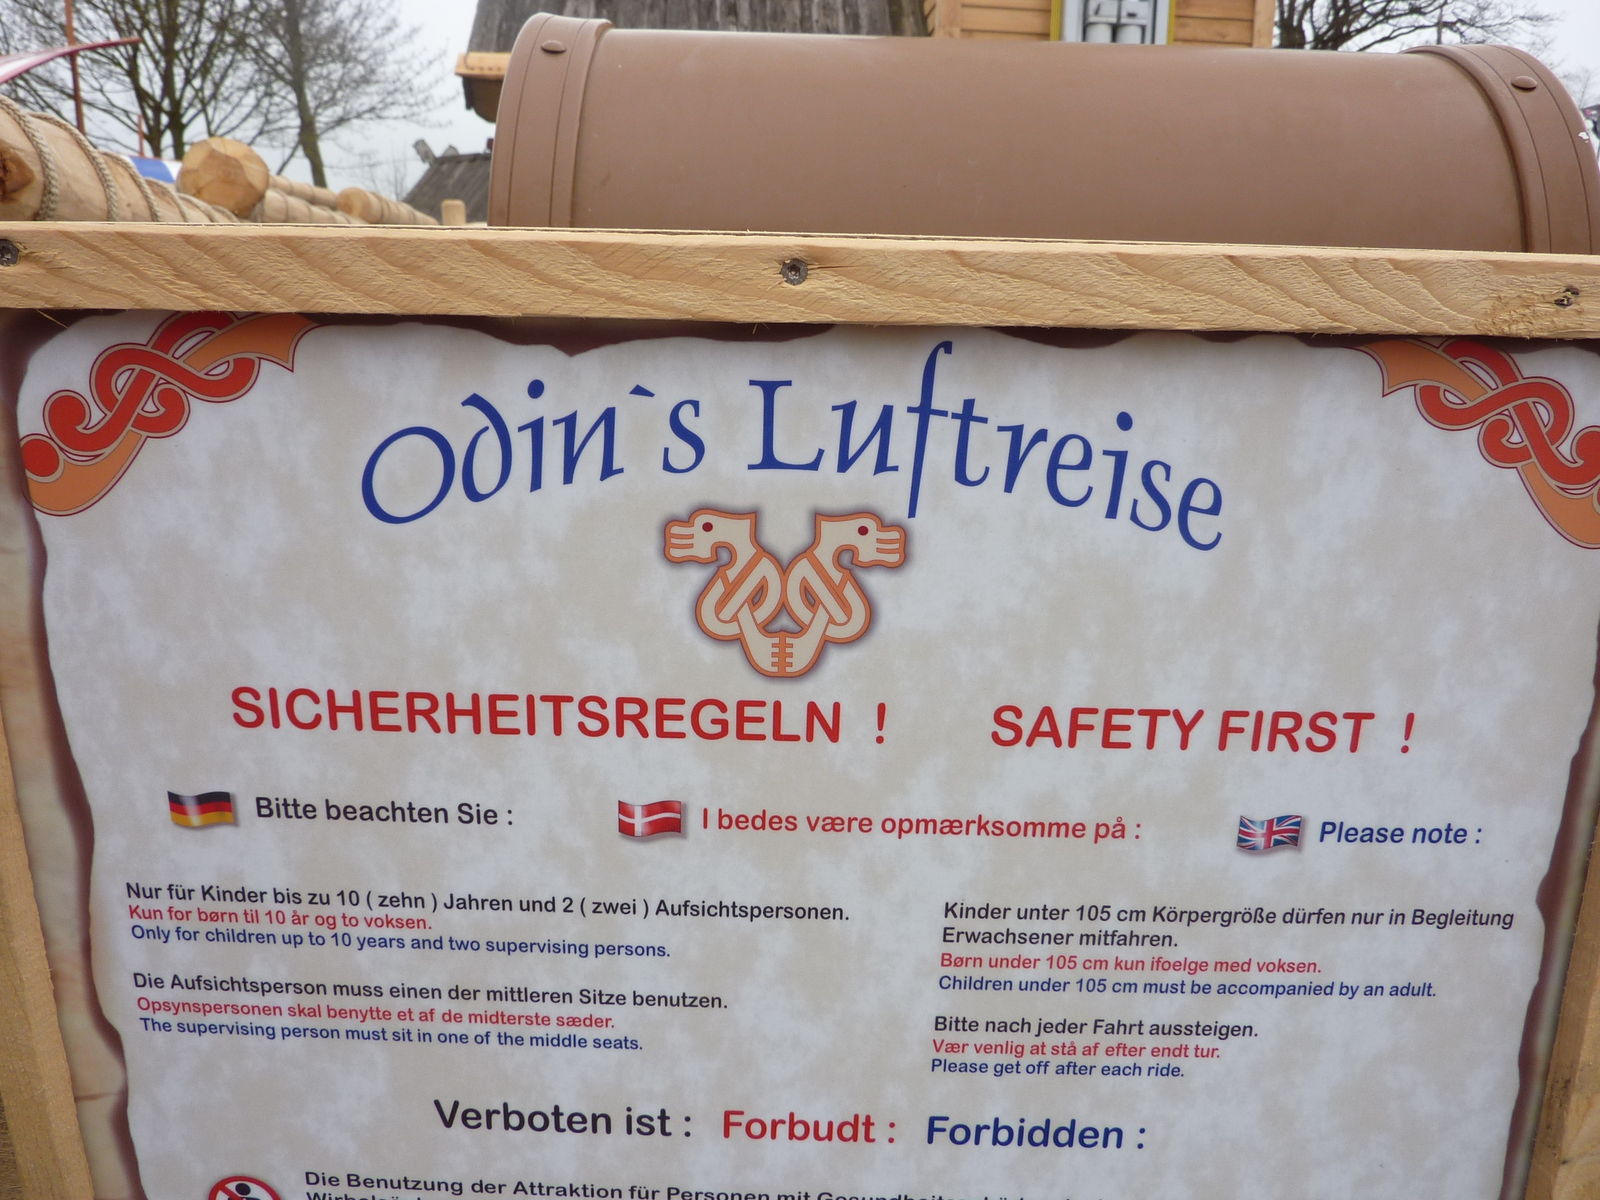 Odin`s Luftreise
SICHERHEITSREGELN ! SAFETY FIRST !
Bitte beachten Sie :
I bedes være opmærksomme på :
Please note :
Nur für Kinder bis zu 10 ( zehn ) Jahren und 2 ( zwei ) Aufsichtspersonen.
Kun for børn til 10 år og to voksen.
Only for children up to 10 years and two supervising persons.
Die Aufsichtsperson muss einen der mittleren Sitze benutzen.
Opsynspersonen skal benytte et af de midterste sæder.
The supervising person must sit in one of the middle seats.
Kinder unter 105 cm Körpergröße dürfen nur in Begleitung
Erwachsener mitfahren.
Børn under 105 cm kun ifoelge med voksen.
Children under 105 cm must be accompanied by an adult.
Bitte nach jeder Fahrt aussteigen.
Vær venlig at stå af efter endt tur.
Please get off after each ride.
Verboten ist : Forbudt : Forbidden :
Die Benutzung der Attraktion für Personen mit